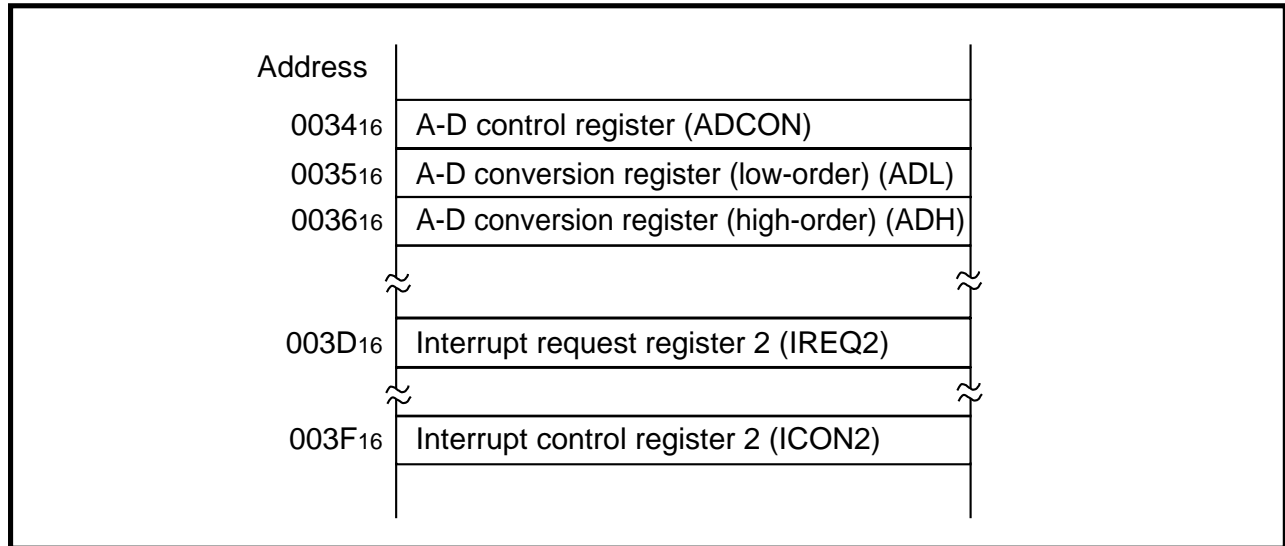 Address
0034₁₆ A-D control register (ADCON)
0035₁₆ A-D conversion register (low-order) (ADL)
0036₁₆ A-D conversion register (high-order) (ADH)
003D₁₆ Interrupt request register 2 (IREQ2)
003F₁₆ Interrupt control register 2 (ICON2)